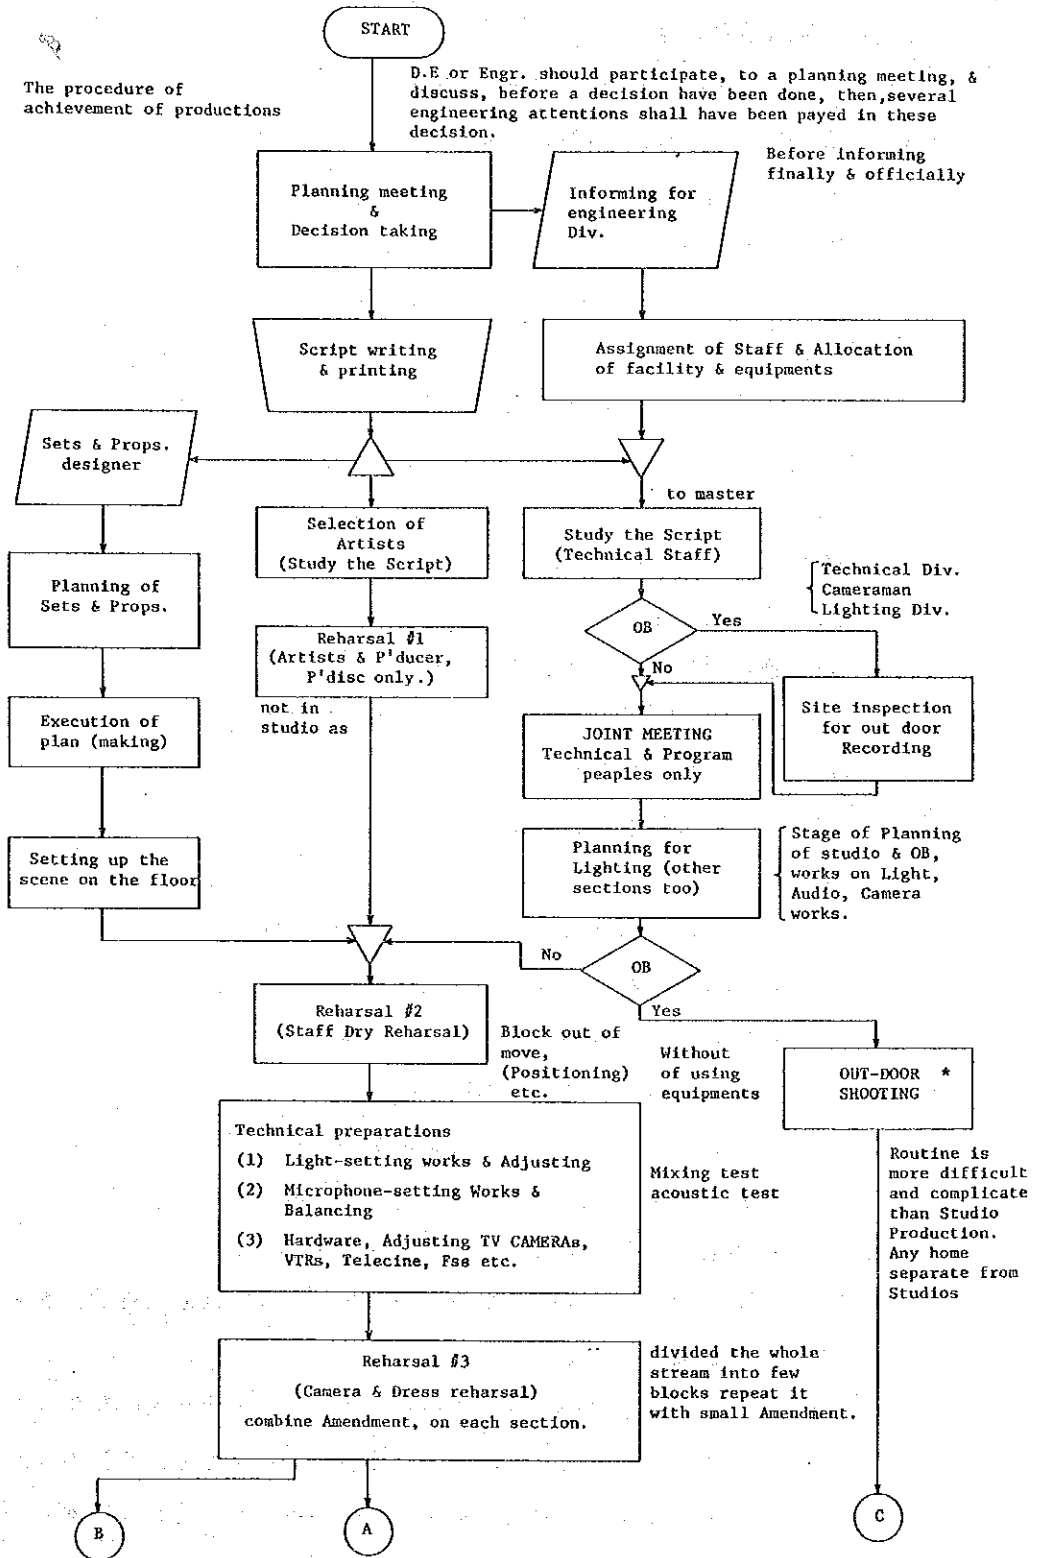 START
The procedure of
achievement of productions
D.E or Engr. should participate, to a planning meeting, &
discuss, before a decision have been done, then,several
engineering attentions shall have been payed in these
decision.
Before informing
finally & officially
Planning meeting
&
Decision taking
Informing for
engineering
Div.
Script writing
& printing
Assignment of Staff & Allocation
of facility & equipments
Sets & Props.
designer
to master
Selection of
Artists
(Study the Script)
Study the Script
(Technical Staff)
Planning of
Sets & Props.
Technical Div.
Cameraman
Lighting Div.
OB
Yes
No
Reharsal #1
(Artists & P'ducer,
P'disc only.)
not in
studio as
Execution of
plan (making)
JOINT MEETING
Technical & Program
peaples only
Site inspection
for out door
Recording
Setting up the
scene on the floor
Planning for
Lighting (other
sections too)
Stage of Planning
of studio & OB,
works on Light,
Audio, Camera
works.
No
OB
Yes
Reharsal #2
(Staff Dry Reharsal)
Block out of
move,
(Positioning)
etc.
Without
of using
equipments
OUT-DOOR *
SHOOTING
Technical preparations
(1) Light-setting works & Adjusting
(2) Microphone-setting Works &
Balancing
(3) Hardware, Adjusting TV CAMERAs,
VTRs, Telecine, Fss etc.
Mixing test
acoustic test
Routine is
more difficult
and complicate
than Studio
Production.
Any home
separate from
Studios
Reharsal #3
(Camera & Dress reharsal)
combine Amendment, on each section.
divided the whole
stream into few
blocks repeat it
with small Amendment.
B
A
C